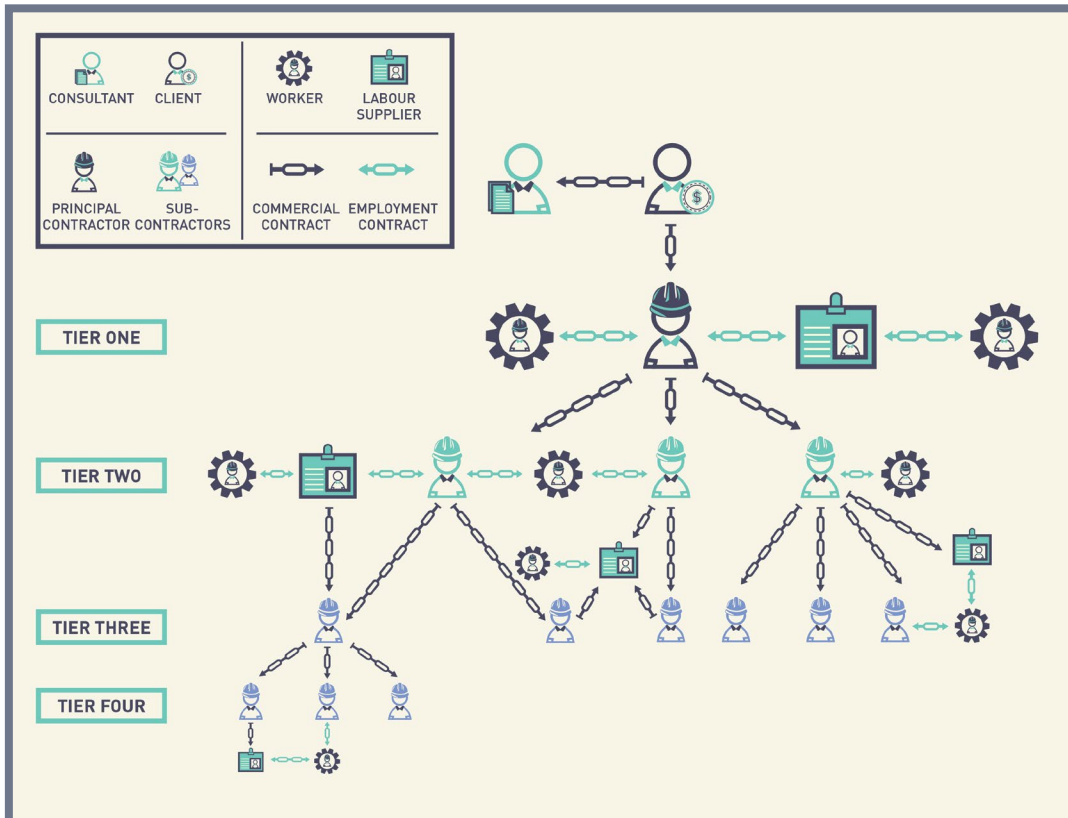 CONSULTANT
CLIENT
WORKER
LABOUR
SUPPLIER
PRINCIPAL
CONTRACTOR
SUB-
CONTRACTORS
COMMERCIAL
CONTRACT
EMPLOYMENT
CONTRACT
$
$
TIER ONE
TIER TWO
TIER THREE
TIER FOUR